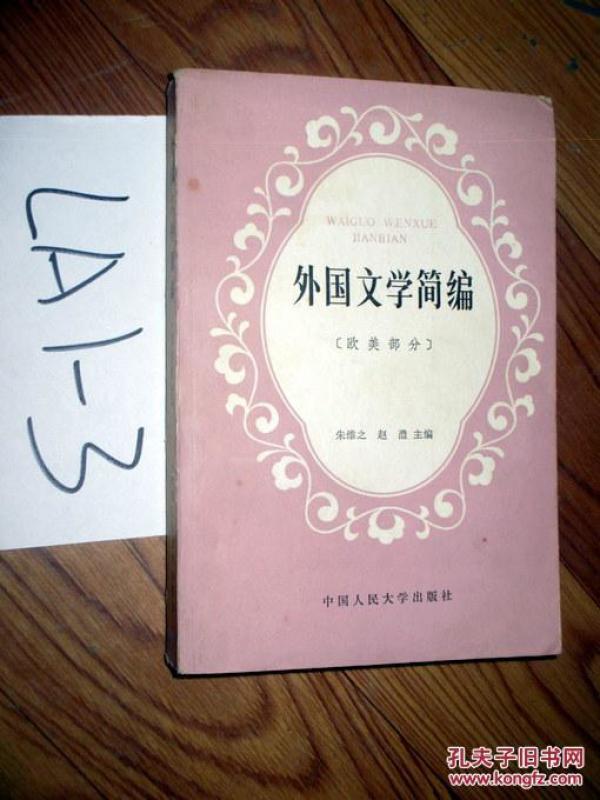 LA1-3
WAIGUO WENXUE
JIANBIAN
外国文学简编
〔欧美部分〕
朱维之 赵澧 主编
中国人民大学出版社
孔夫子旧书网
www.kongfz.com